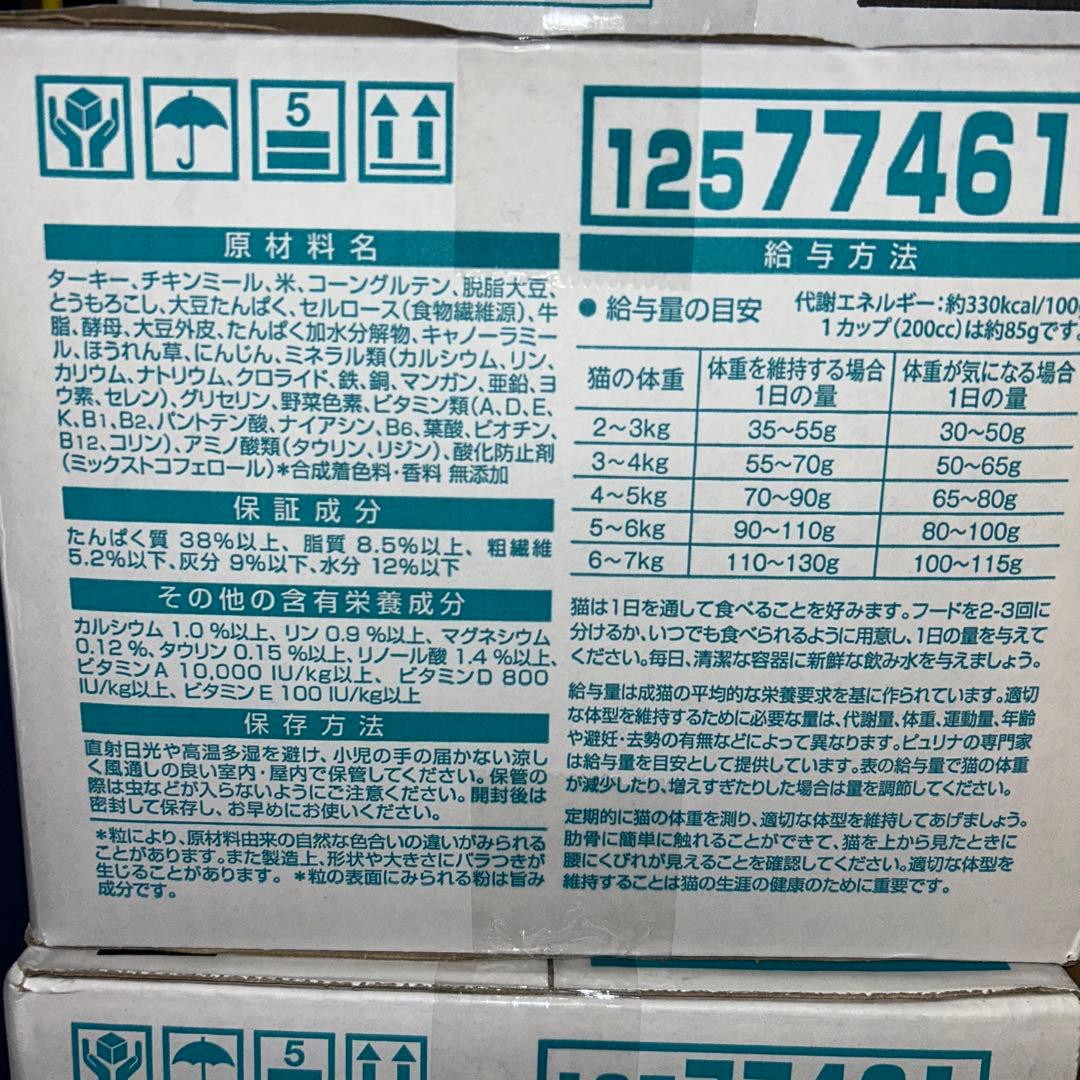 5
12577461
原材料名
ターキー、チキンミール、米、コーングルテン、脱脂大豆、
とうもろこし、大豆たんぱく、セルロース(食物繊維源)、牛
脂、酵母、大豆外皮、たんぱく加水分解物、キャノーラミー
ル、ほうれん草、にんじん、ミネラル類(カルシウム、リン、
カリウム、ナトリウム、クロライド、鉄、銅、マンガン、亜鉛、ヨ
ウ素、セレン)、グリセリン、野菜色素、ビタミン類(A、D、E、
K、B1、B2、パントテン酸、ナイアシン、B6、葉酸、ビオチン、
B12、コリン)、アミノ酸類(タウリン、リジン)、酸化防止剤
(ミックストコフェロール)*合成着色料・香料 無添加
保証成分
たんぱく質 38%以上、脂質 8.5%以上、粗繊維
5.2%以下、灰分 9%以下、水分 12%以下
その他の含有栄養成分
カルシウム 1.0 %以上、リン 0.9 %以上、マグネシウム
0.12 %、タウリン 0.15 %以上、リノール酸 1.4 %以上、
ビタミンA 10,000 IU/kg以上、ビタミンD 800
IU/kg以上、ビタミンE 100 IU/kg以上
保存方法
直射日光や高温多湿を避け、小児の手の届かない涼し
く風通しの良い室内・屋内で保管してください。保管の
際は虫などが入らないようにご注意ください。開封後は
密封して保存し、お早めにお使いください。
*粒により、原材料由来の自然な色合いの違いがみられる
ことがあります。また製造上、形状や大きさにバラつきが
生じることがあります。 *粒の表面にみられる粉は旨み
成分です。
給与方法
● 給与量の目安 代謝エネルギー:約330kcal/100g
1カップ(200cc)は約85gです。
猫の体重 体重を維持する場合 体重が気になる場合
1日の量 1日の量
2~3kg 35~55g 30~50g
3~4kg 55~70g 50~65g
4~5kg 70~90g 65~80g
5~6kg 90~110g 80~100g
6~7kg 110~130g 100~115g
猫は1日を通して食べることを好みます。フードを2-3回に
分けるか、いつでも食べられるように用意し、1日の量を与えて
ください。毎日、清潔な容器に新鮮な飲み水を与えましょう。
給与量は成猫の平均的な栄養要求を基に作られています。適切
な体型を維持するために必要な量は、代謝量、体重、運動量、年齢
や避妊・去勢の有無などによって異なります。ピュリナの専門家
は給与量を目安として提供しています。表の給与量で猫の体重
が減少したり、増えすぎたりした場合は量を調節してください。
定期的に猫の体重を測り、適切な体型を維持してあげましょう。
肋骨に簡単に触れることができて、猫を上から見たときに
腰にくびれが見えることを確認してください。適切な体型を
維持することは猫の生涯の健康のために重要です。
5